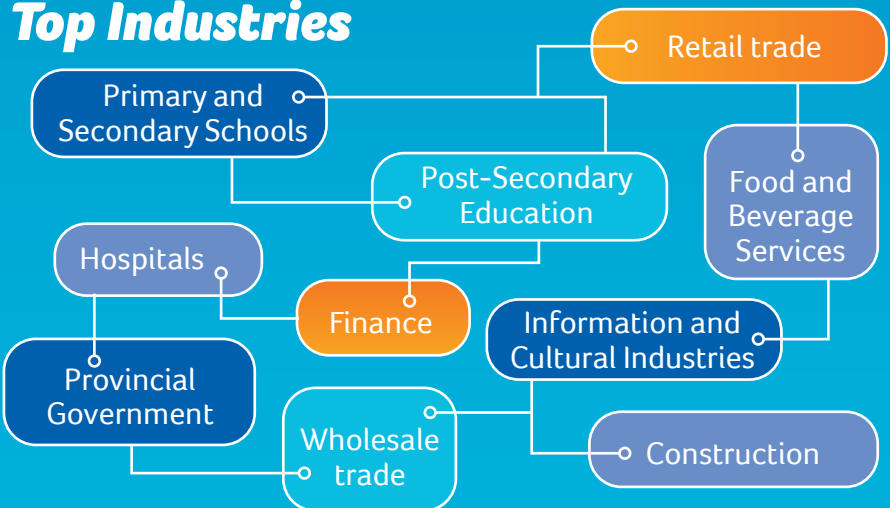 Top Industries
Retail trade
Primary and
Secondary Schools
Post-Secondary
Education
Food and
Beverage
Services
Hospitals
Finance
Information and
Cultural Industries
Provincial
Government
Wholesale
trade
Construction